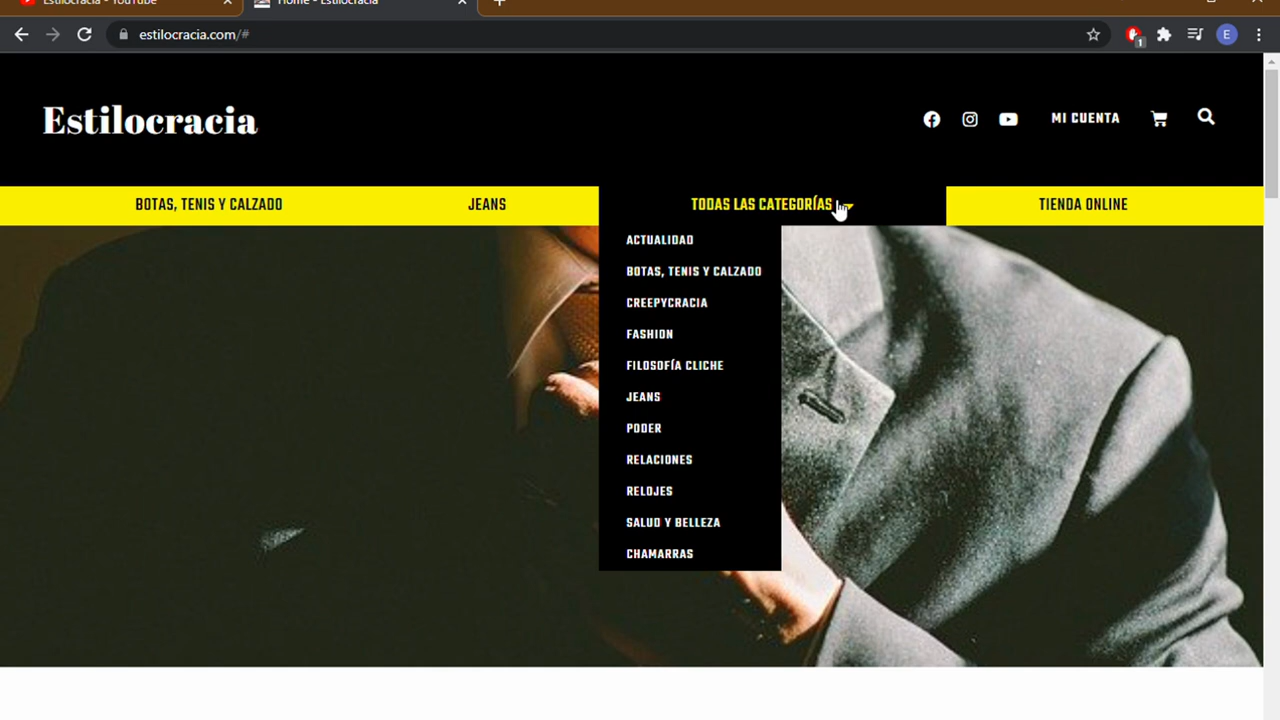 Estilocracia - YouTube
Home - Estilocracia
estilocracia.com/#
1
E
Estilocracia
MI CUENTA
BOTAS, TENIS Y CALZADO
JEANS
TODAS LAS CATEGORÍAS
TIENDA ONLINE
ACTUALIDAD
BOTAS, TENIS Y CALZADO
CREEPYCRACIA
FASHION
FILOSOFÍA CLICHE
JEANS
PODER
RELACIONES
RELOJES
SALUD Y BELLEZA
CHAMARRAS